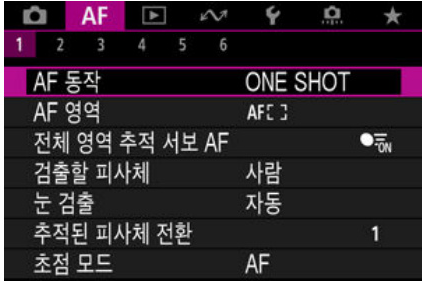 AF
1 2 3 4 5 6
AF 동작 ONE SHOT
AF 영역 AF[ ]
전체 영역 추적 서보 AF ON
검출할 피사체 사람
눈 검출 자동
추적된 피사체 전환 1
초점 모드 AF